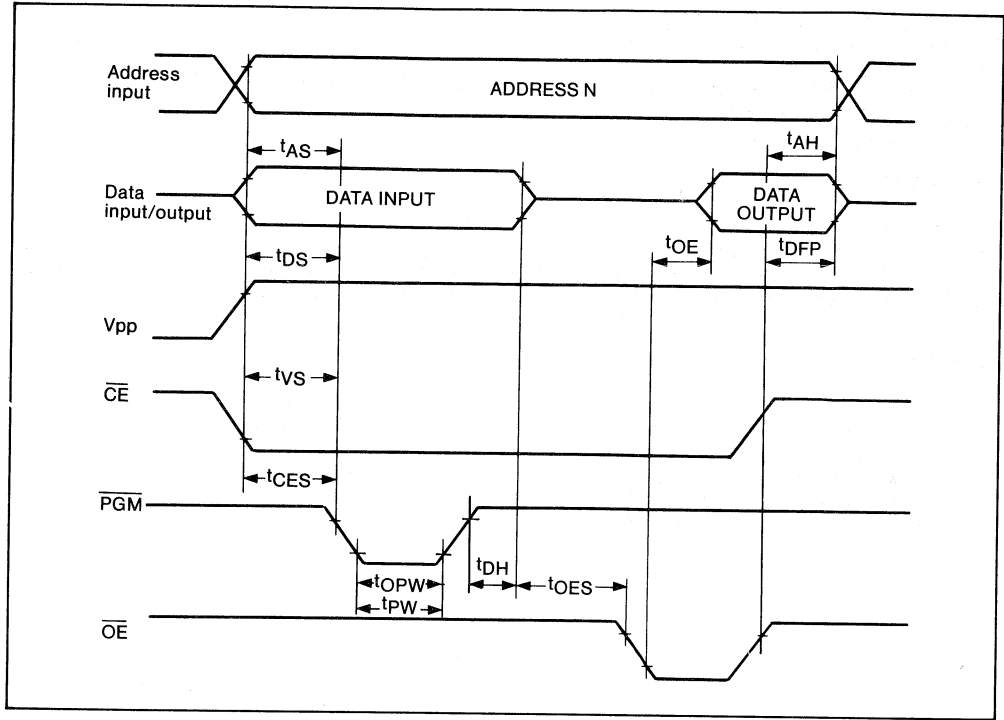 Address
input
ADDRESS N
tAS
tAH
Data
input/output
DATA INPUT
DATA
OUTPUT
tDS
tOE
tDFP
Vpp
tVS
CE
tCES
PGM
tDH
tOES
tOPW
tPW
OE